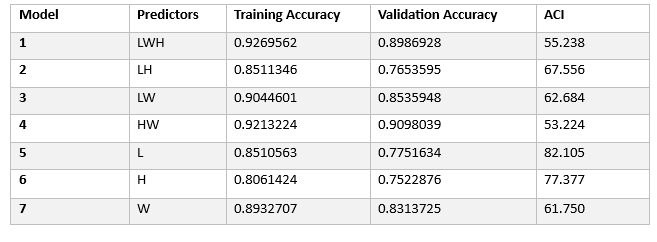 Model Predictors Training Accuracy Validation Accuracy ACI
1 LWH 0.9269562 0.8986928 55.238
2 LH 0.8511346 0.7653595 67.556
3 LW 0.9044601 0.8535948 62.684
4 HW 0.9213224 0.9098039 53.224
5 L 0.8510563 0.7751634 82.105
6 H 0.8061424 0.7522876 77.377
7 W 0.8932707 0.8313725 61.750